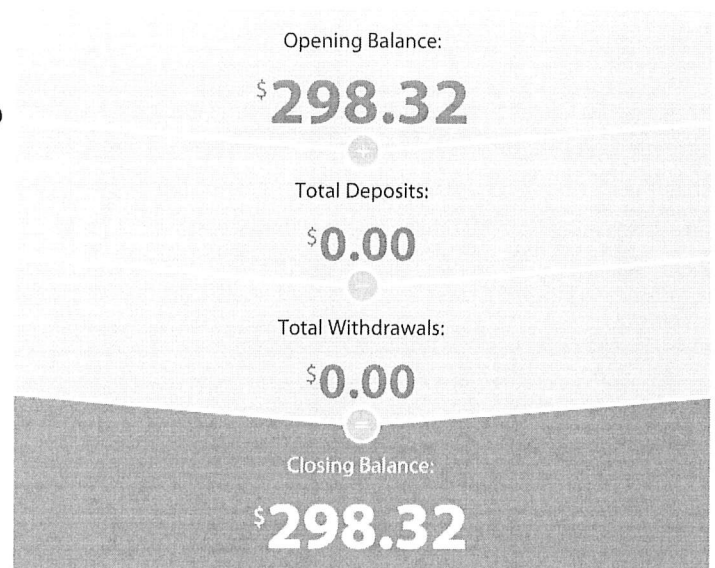 Opening Balance:
$298.32
+
Total Deposits:
$0.00
-
Total Withdrawals:
$0.00
=
Closing Balance:
$298.32